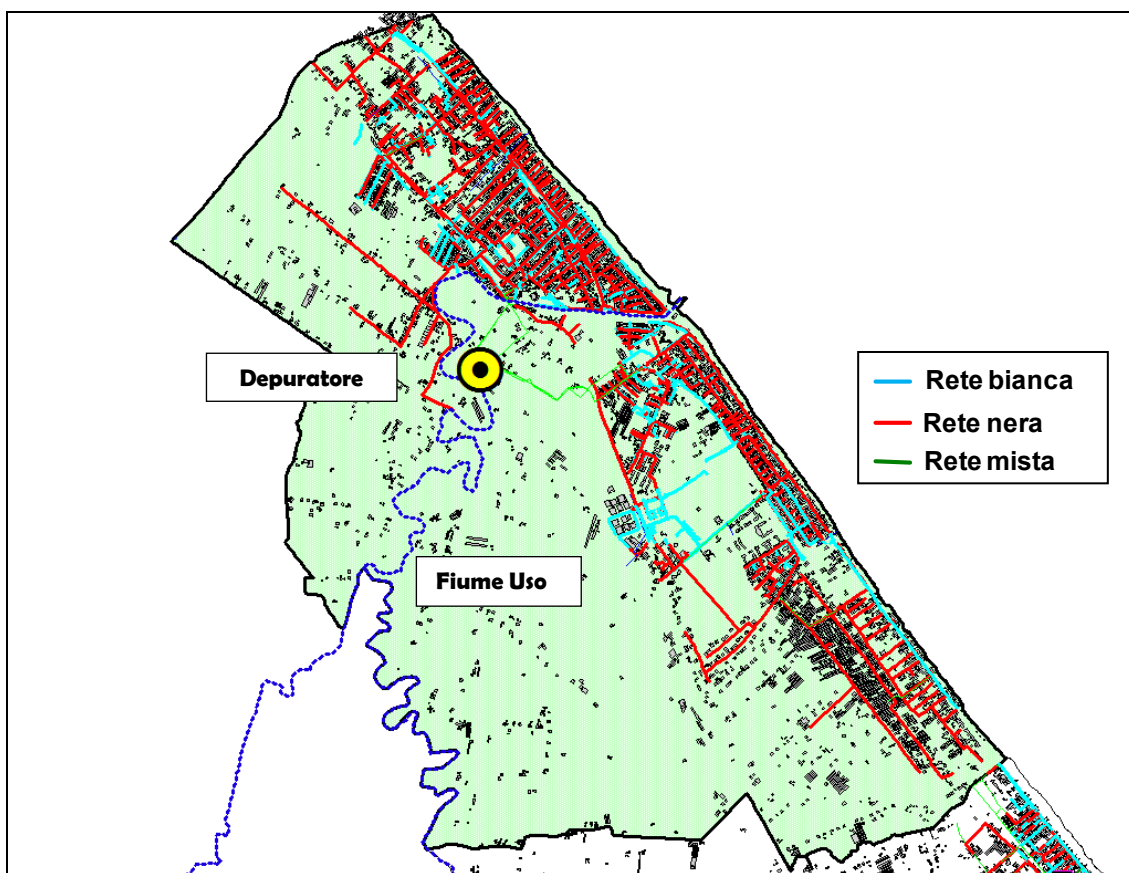 Depuratore
Rete bianca
Rete nera
Rete mista
Fiume Uso